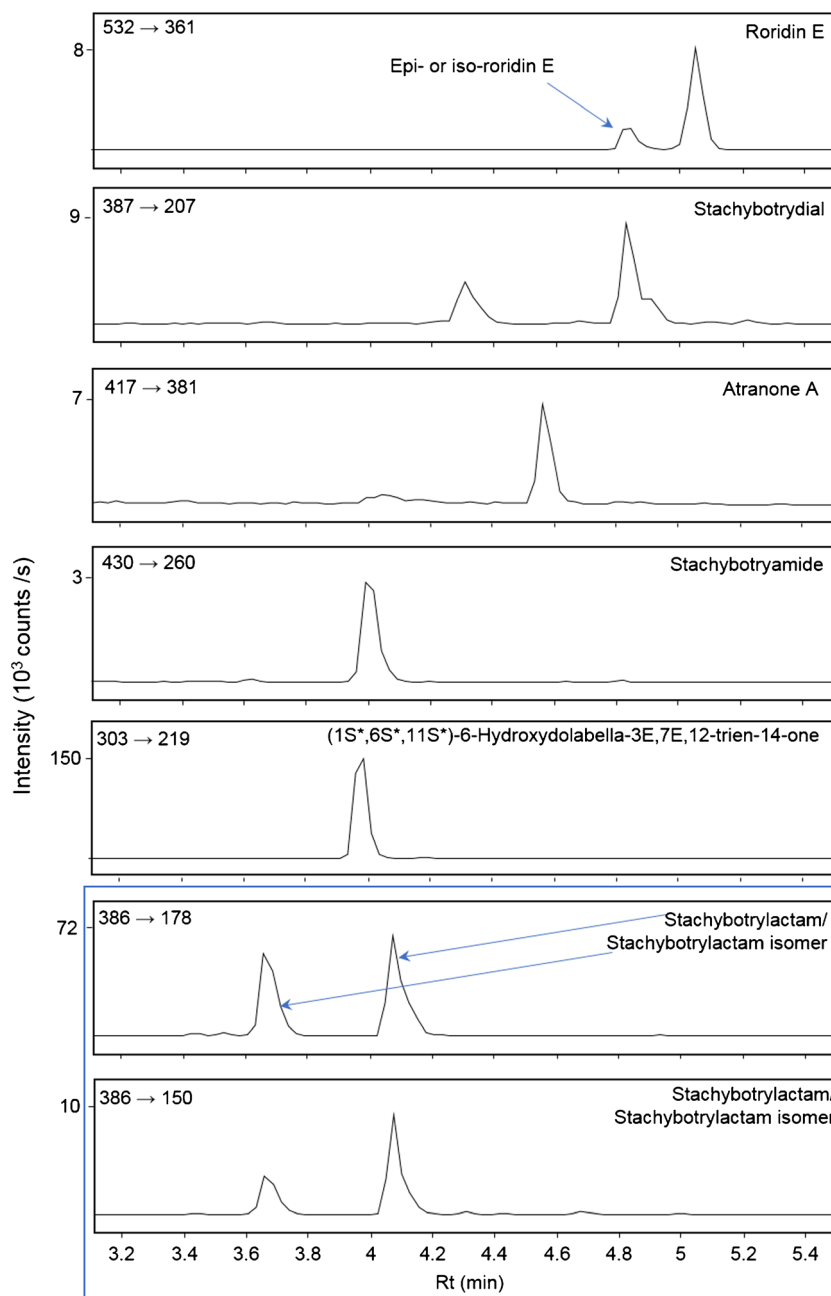 532 → 361
Roridin E
8
Epi- or iso-roridin E
387 → 207
Stachybotrydial
9
417 → 381
Atranone A
7
430 → 260
Stachybotryamide
3
303 → 219
(1S*,6S*,11S*)-6-Hydroxydolabella-3E,7E,12-trien-14-one
150
Intensity (10³ counts /s)
386 → 178
Stachybotrylactam/
Stachybotrylactam isomer
72
386 → 150
Stachybotrylactam/
Stachybotrylactam isomer
10
3.2 3.4 3.6 3.8 4 4.2 4.4 4.6 4.8 5 5.2 5.4
Rt (min)